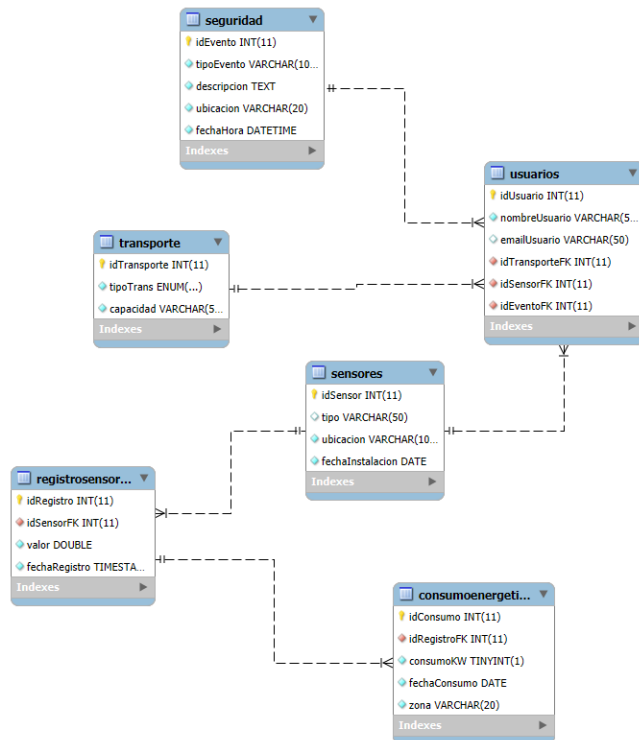 seguridad
idEvento INT(11)
tipoEvento VARCHAR(10...
descripcion TEXT
ubicacion VARCHAR(20)
fechaHora DATETIME
Indexes
usuarios
idUsuario INT(11)
nombreUsuario VARCHAR(5...
emailUsuario VARCHAR(50)
idTransporteFK INT(11)
idSensorFK INT(11)
idEventoFK INT(11)
Indexes
transporte
idTransporte INT(11)
tipoTrans ENUM(...)
capacidad VARCHAR(5...
Indexes
sensores
idSensor INT(11)
tipo VARCHAR(50)
ubicacion VARCHAR(10...
fechaInstalacion DATE
Indexes
registrosensor...
idRegistro INT(11)
idSensorFK INT(11)
valor DOUBLE
fechaRegistro TIMESTA...
Indexes
consumoenergeti...
idConsumo INT(11)
idRegistroFK INT(11)
consumoKW TINYINT(1)
fechaConsumo DATE
zona VARCHAR(20)
Indexes